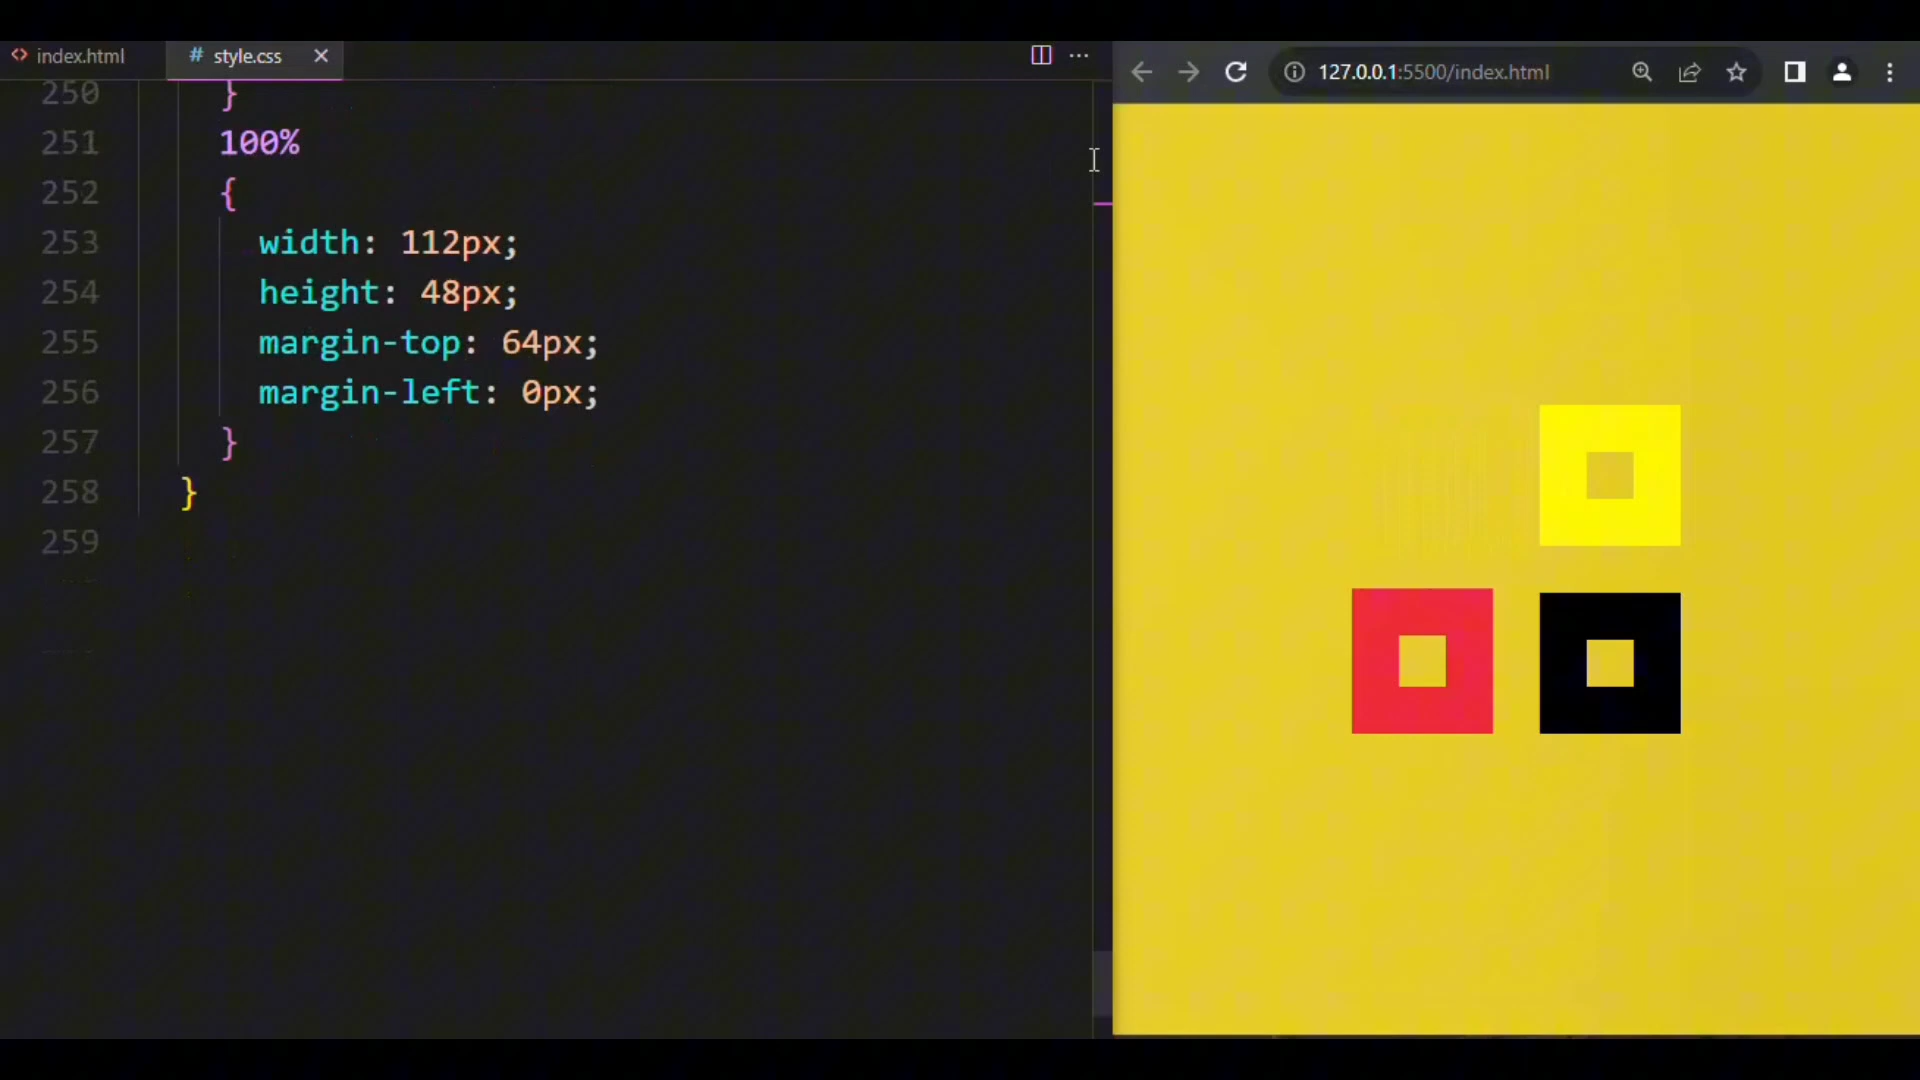 index.html
# style.css
127.0.0.1:5500/index.html
250 }
251 100%
252 {
253 width: 112px;
254 height: 48px;
255 margin-top: 64px;
256 margin-left: 0px;
257 }
258 }
259